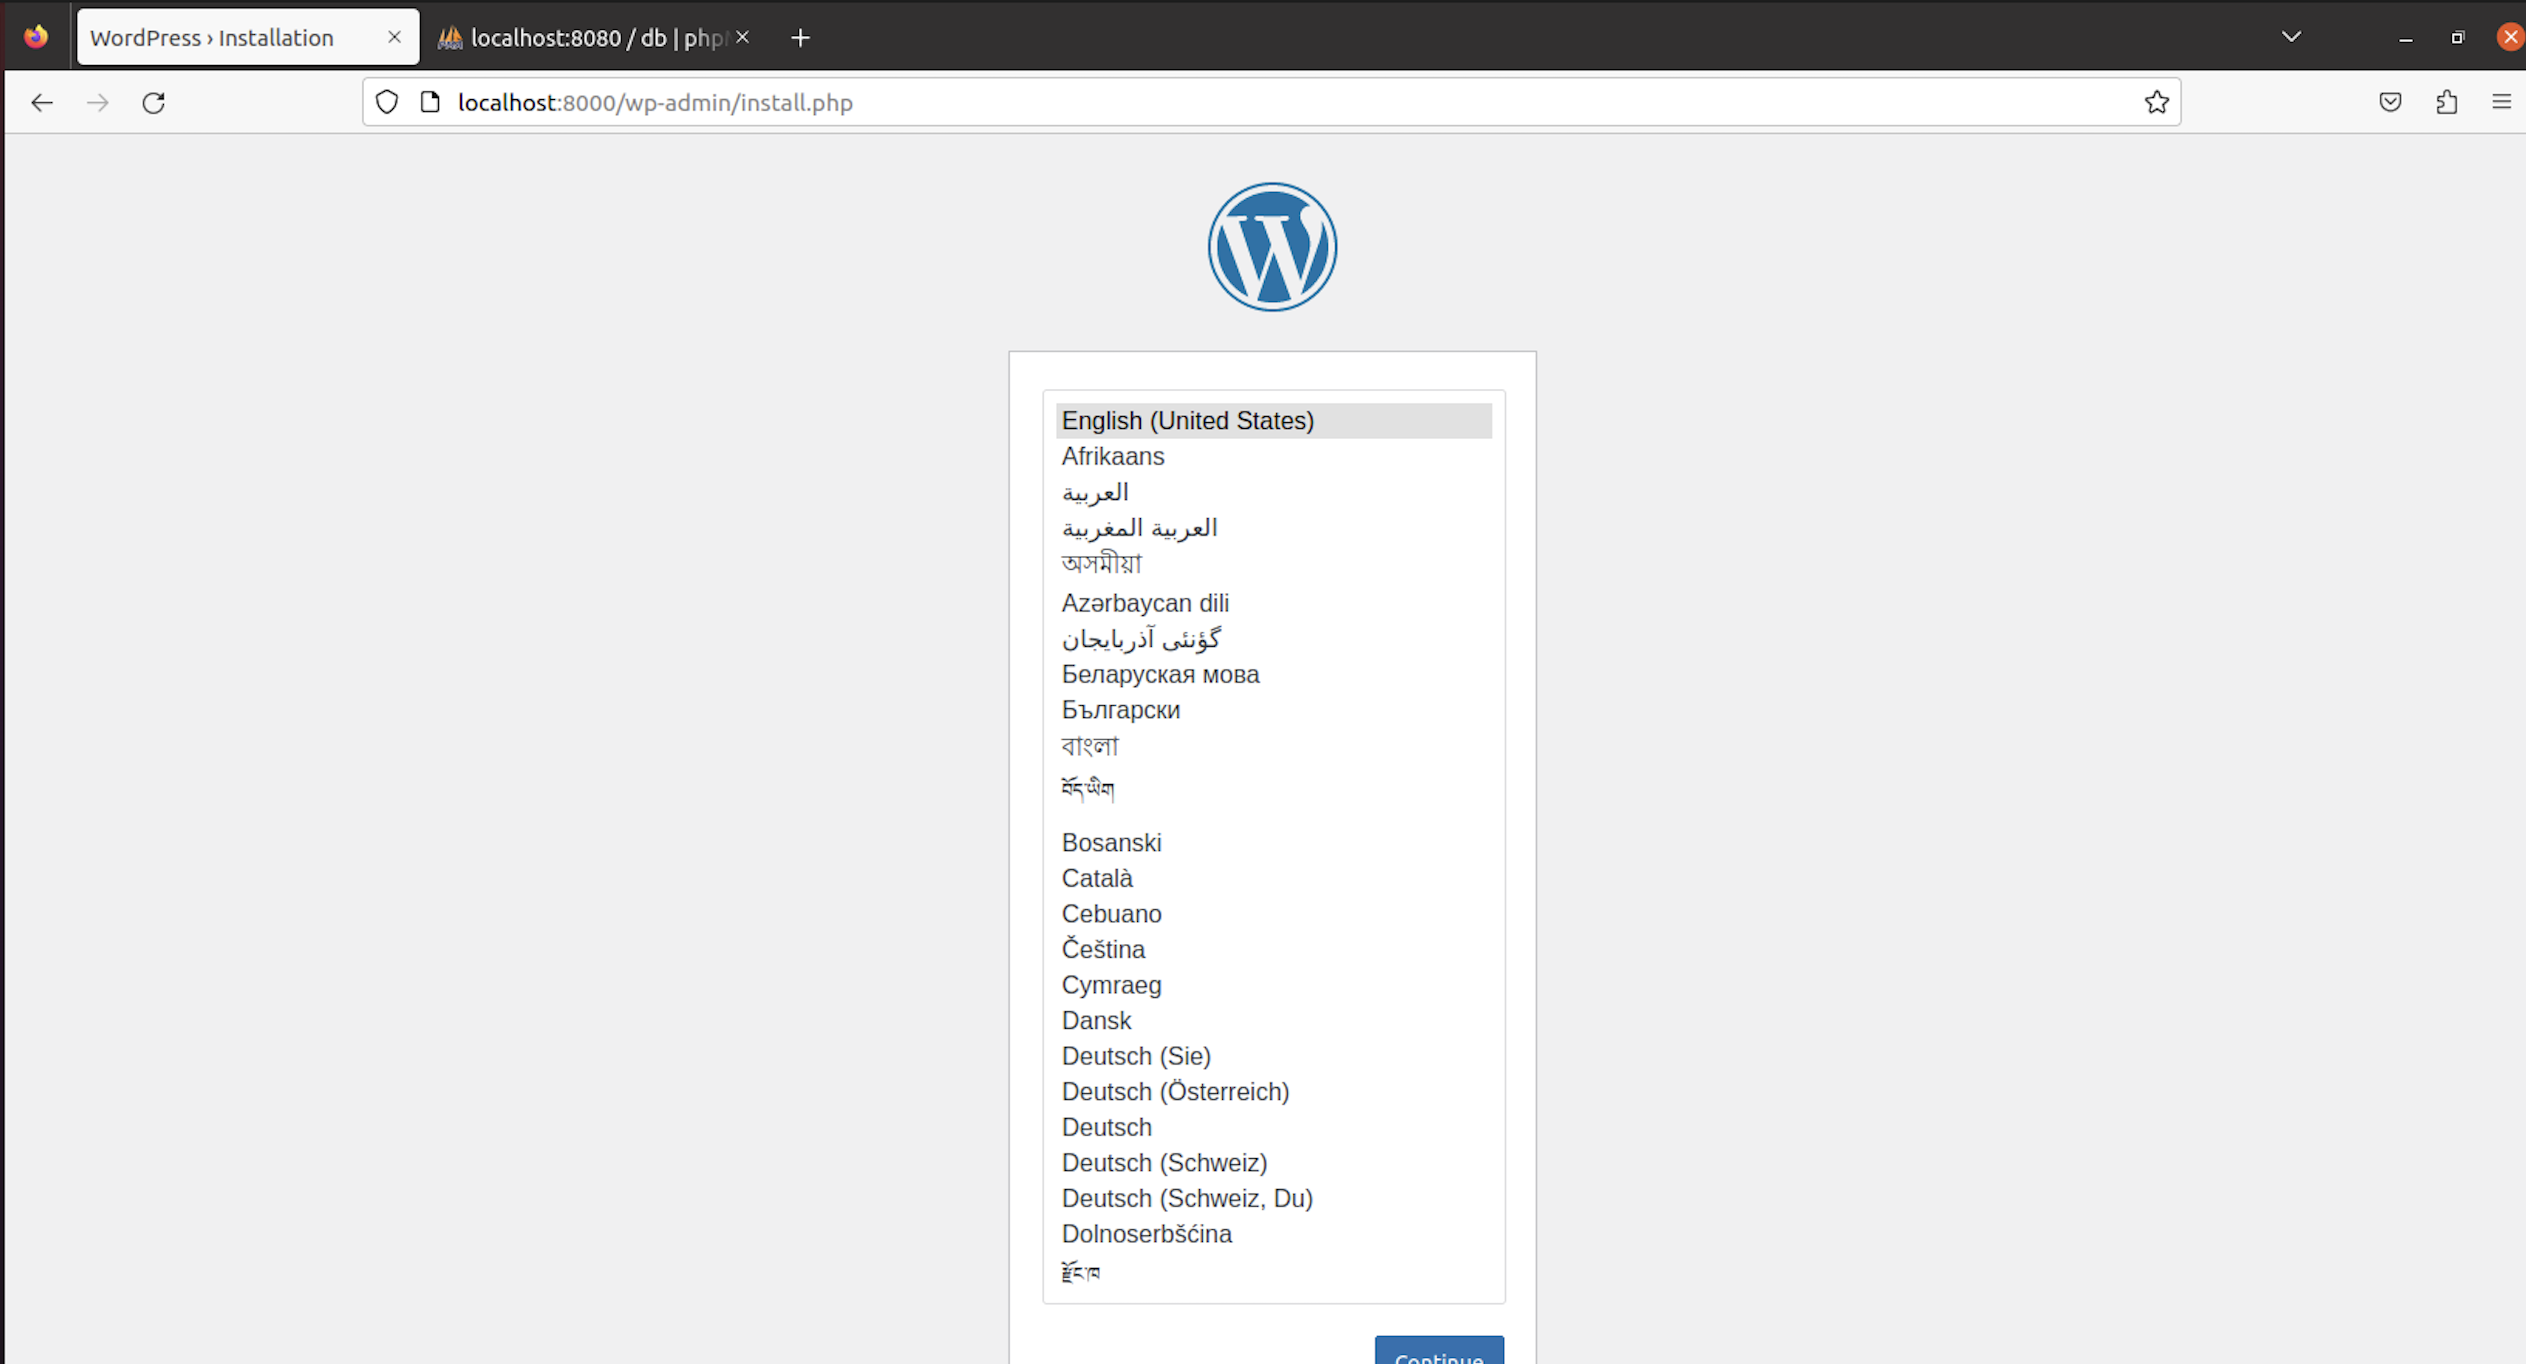 WordPress › Installation
localhost:8080 / db | php
localhost:8000/wp-admin/install.php
English (United States)
Afrikaans
العربية
العربية المغربية
অসমীয়া
Azərbaycan dili
گؤنئی آذربایجان
Беларуская мова
Български
বাংলা
བོད་ཡིག
Bosanski
Català
Cebuano
Čeština
Cymraeg
Dansk
Deutsch (Sie)
Deutsch (Österreich)
Deutsch
Deutsch (Schweiz)
Deutsch (Schweiz, Du)
Dolnoserbšćina
རྫོང་ཁ
Continue